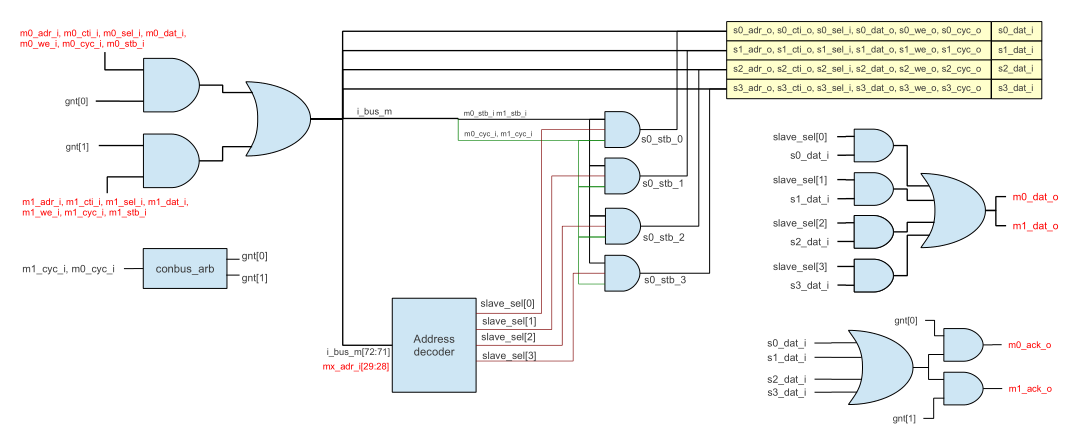 m0_adr_i, m0_cti_i, m0_sel_i, m0_dat_i,
m0_we_i, m0_cyc_i, m0_stb_i
gnt[0]
gnt[1]
m1_adr_i, m1_cti_i, m1_sel_i, m1_dat_i,
m1_we_i, m1_cyc_i, m1_stb_i
m1_cyc_i, m0_cyc_i
conbus_arb
gnt[0]
gnt[1]
i_bus_m
m0_stb_i m1_stb_i
m0_cyc_i, m1_cyc_i
s0_stb_0
s0_stb_1
s0_stb_2
s0_stb_3
Address
decoder
i_bus_m[72:71]
mx_adr_i[29:28]
slave_sel[0]
slave_sel[1]
slave_sel[2]
slave_sel[3]
s0_adr_o, s0_cti_o, s0_sel_i, s0_dat_o, s0_we_o, s0_cyc_o s0_dat_i
s1_adr_o, s1_cti_o, s1_sel_i, s1_dat_o, s1_we_o, s1_cyc_o s1_dat_i
s2_adr_o, s2_cti_o, s2_sel_i, s2_dat_o, s2_we_o, s2_cyc_o s2_dat_i
s3_adr_o, s3_cti_o, s3_sel_i, s3_dat_o, s3_we_o, s3_cyc_o s3_dat_i
slave_sel[0]
s0_dat_i
slave_sel[1]
s1_dat_i
slave_sel[2]
s2_dat_i
slave_sel[3]
s3_dat_i
m0_dat_o
m1_dat_o
s0_dat_i
s1_dat_i
s2_dat_i
s3_dat_i
gnt[0]
gnt[1]
m0_ack_o
m1_ack_o